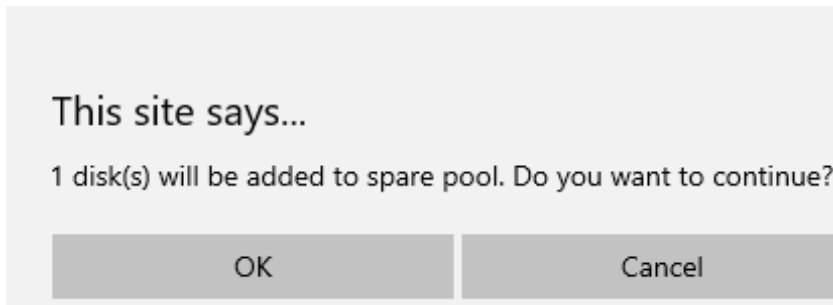 This site says...
1 disk(s) will be added to spare pool. Do you want to continue?
OK
Cancel